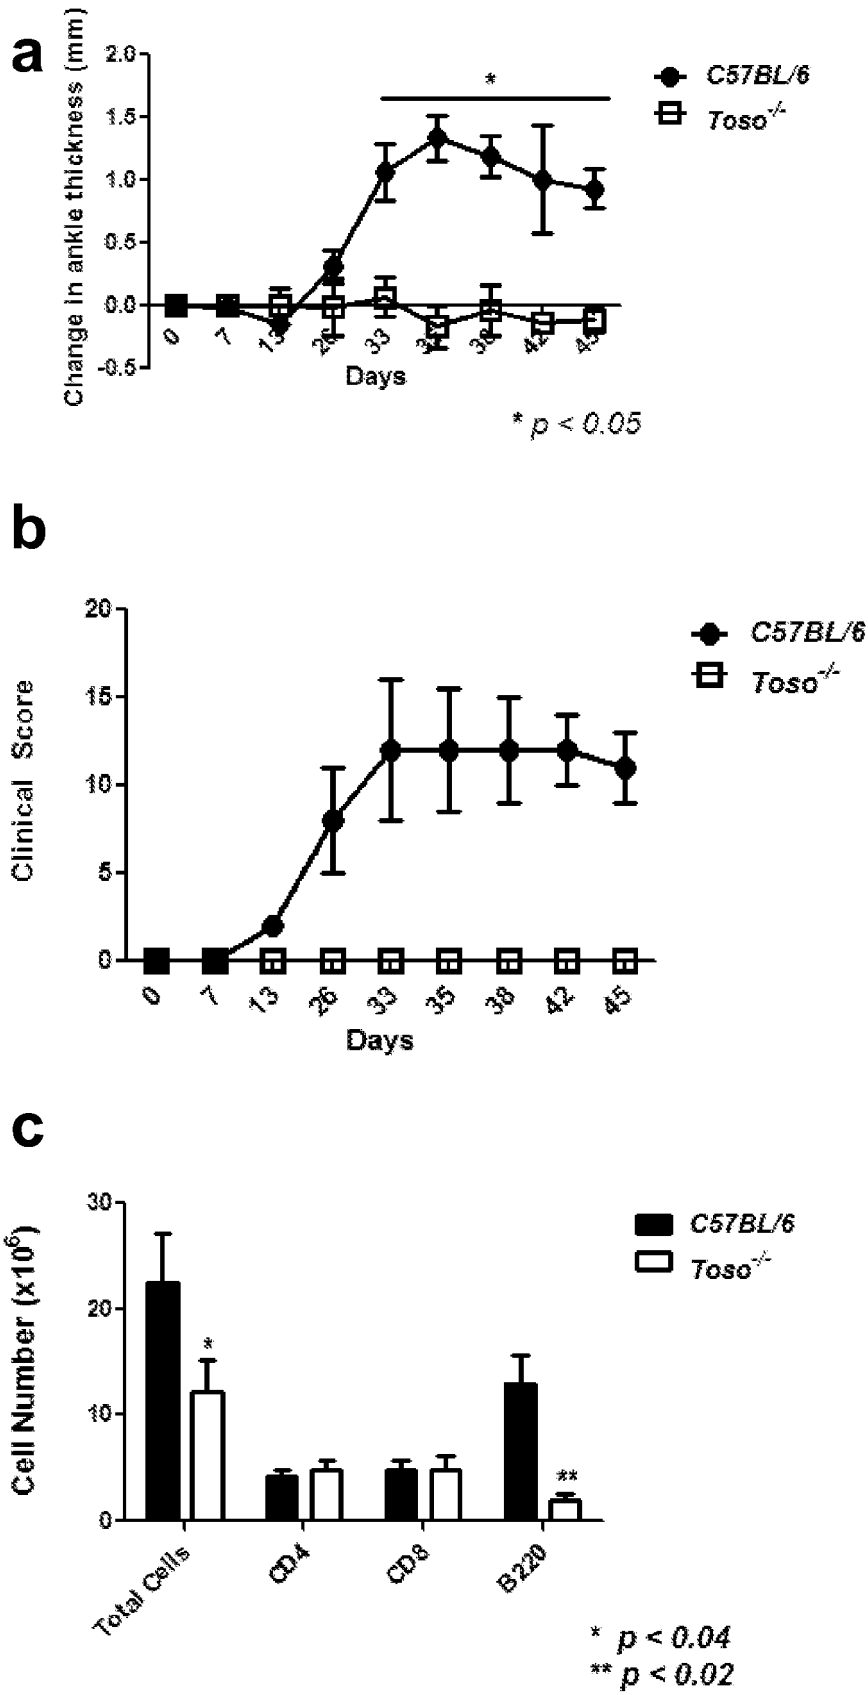 a
Change in ankle thickness (mm)
2.0
1.5
1.0
0.5
0.0
-0.5
*
C57BL/6
Toso-/-
0 7 13 26 33 35 38 42 45
Days
* p < 0.05
b
Clinical Score
20
15
10
5
0
C57BL/6
Toso-/-
0 7 13 26 33 35 38 42 45
Days
c
Cell Number (x10⁶)
30
20
10
0
C57BL/6
Toso-/-
*
**
Total Cells CD4 CD8 B220
* p < 0.04
** p < 0.02